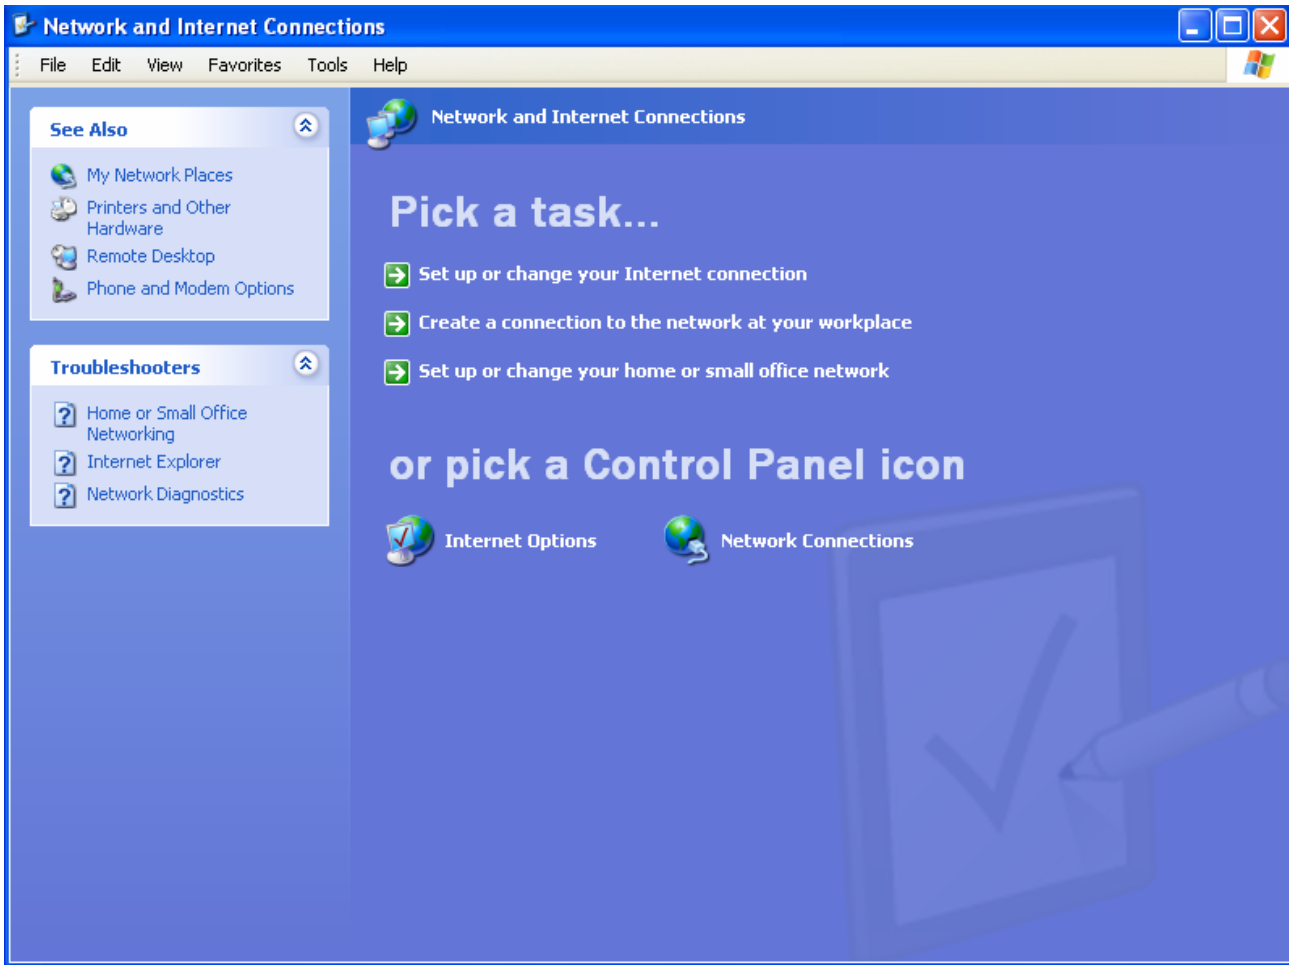 Network and Internet Connections
File Edit View Favorites Tools Help
See Also
My Network Places
Printers and Other
Hardware
Remote Desktop
Phone and Modem Options
Troubleshooters
Home or Small Office
Networking
Internet Explorer
Network Diagnostics
Network and Internet Connections
Pick a task...
Set up or change your Internet connection
Create a connection to the network at your workplace
Set up or change your home or small office network
or pick a Control Panel icon
Internet Options
Network Connections